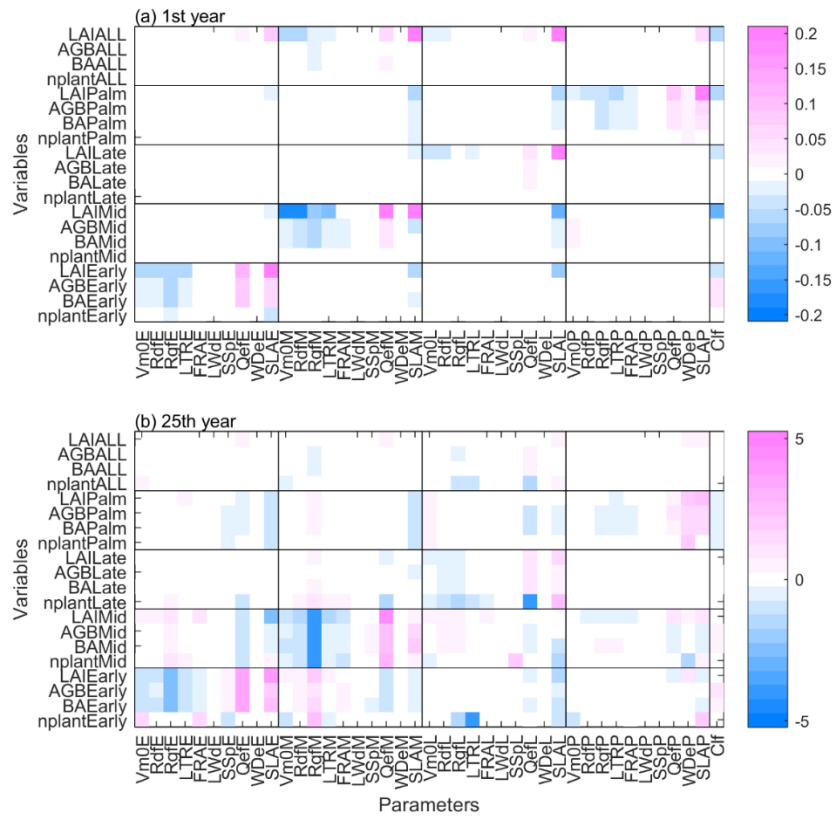 (a) 1st year
LAIALL
AGBALL
BAALL
nplantALL
LAIPalm
AGBPalm
BAPalm
nplantPalm
LAILate
AGBLate
BALate
nplantLate
LAIMid
AGBMid
BAMid
nplantMid
LAIEarly
AGBEarly
BAEarly
nplantEarly
Variables
Vm0E
RdfE
RgfE
LTRE
FRAE
LWdE
SSpE
QefE
WDeE
SLAE
Vm0M
RdfM
RgfM
LTRM
FRAM
LWdM
SSpM
QefM
WDeM
SLAM
Vm0L
RdfL
RgfL
LTRL
FRAL
LWdL
SSpL
QefL
WDeL
SLAL
Vm0P
RdfP
RgfP
LTRP
FRAP
LWdP
SSpP
QefP
WDeP
SLAP
Clf
0.2
0.15
0.1
0.05
0
-0.05
-0.1
-0.15
-0.2
(b) 25th year
LAIALL
AGBALL
BAALL
nplantALL
LAIPalm
AGBPalm
BAPalm
nplantPalm
LAILate
AGBLate
BALate
nplantLate
LAIMid
AGBMid
BAMid
nplantMid
LAIEarly
AGBEarly
BAEarly
nplantEarly
Variables
Vm0E
RdfE
RgfE
LTRE
FRAE
LWdE
SSpE
QefE
WDeE
SLAE
Vm0M
RdfM
RgfM
LTRM
FRAM
LWdM
SSpM
QefM
WDeM
SLAM
Vm0L
RdfL
RgfL
LTRL
FRAL
LWdL
SSpL
QefL
WDeL
SLAL
Vm0P
RdfP
RgfP
LTRP
FRAP
LWdP
SSpP
QefP
WDeP
SLAP
Clf
5
0
-5
Parameters